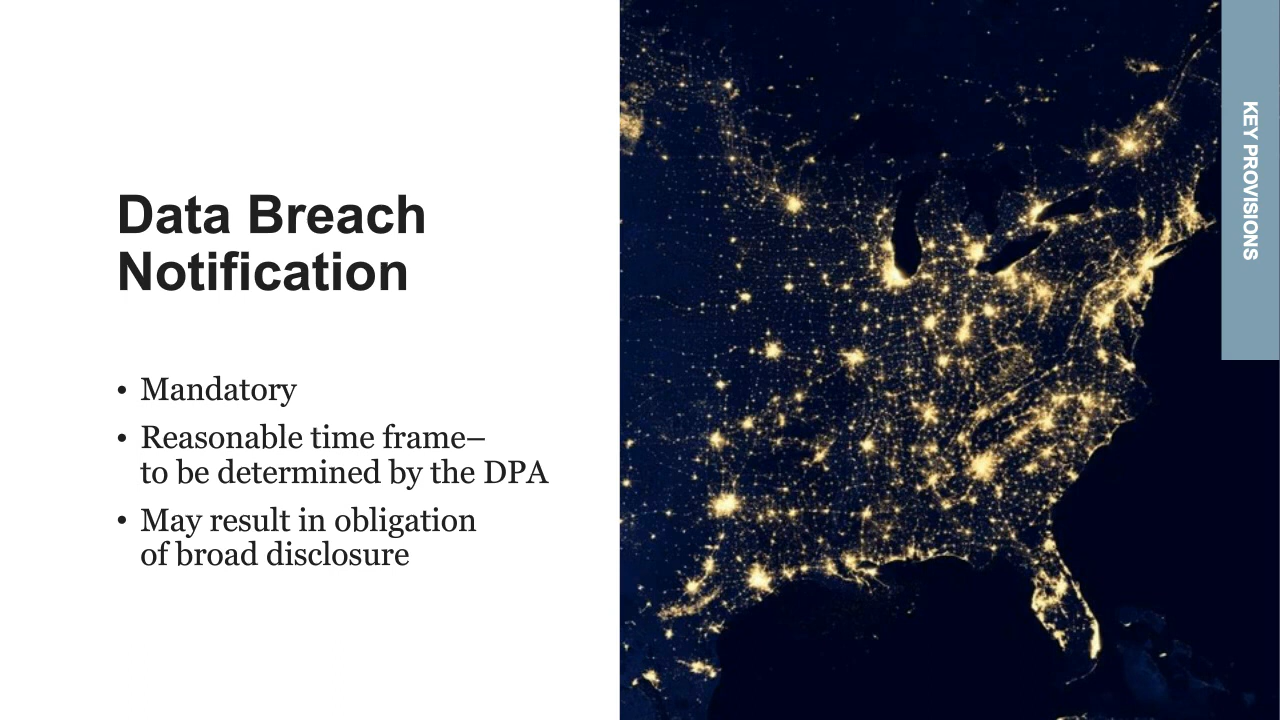 Data Breach
Notification
• Mandatory
• Reasonable time frame–
to be determined by the DPA
• May result in obligation
of broad disclosure
KEY PROVISIONS